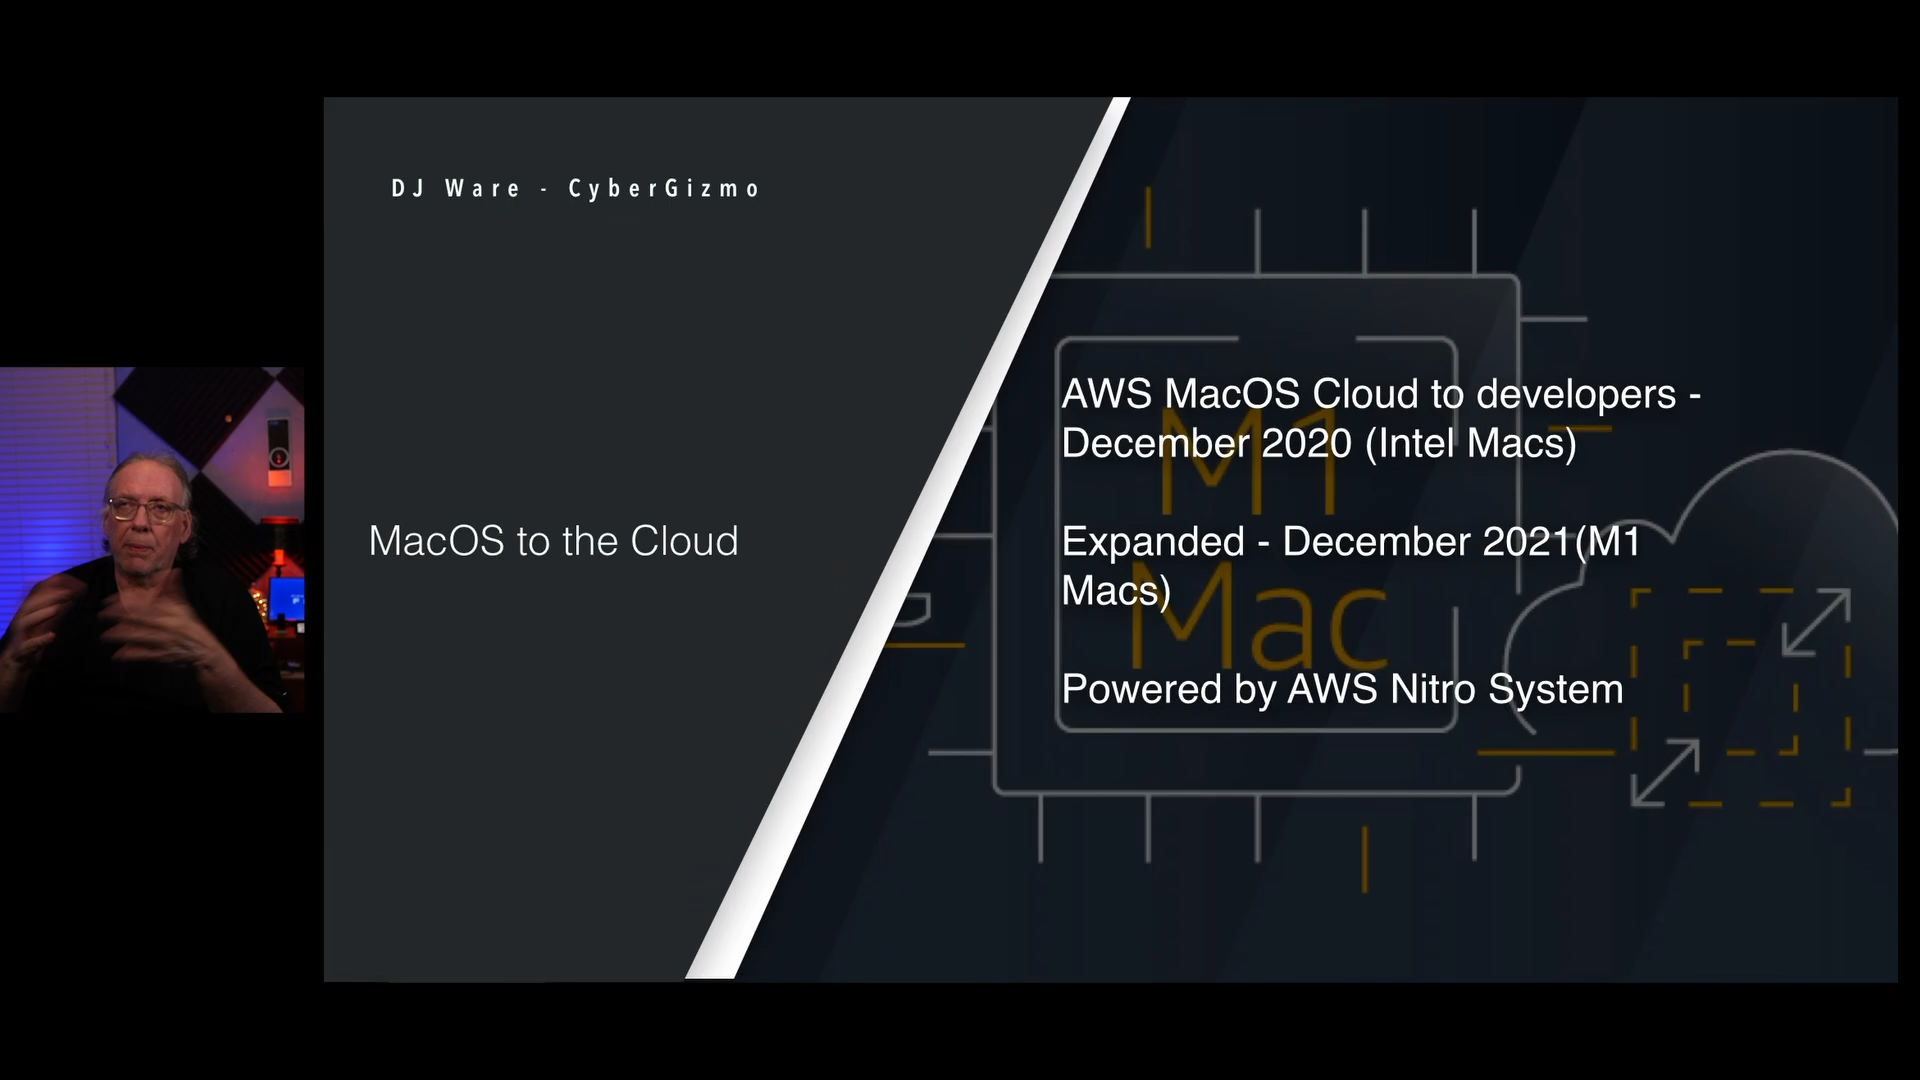 DJ Ware - CyberGizmo
MacOS to the Cloud
AWS MacOS Cloud to developers -
December 2020 (Intel Macs)
Expanded - December 2021(M1
Macs)
Powered by AWS Nitro System
M1
Mac